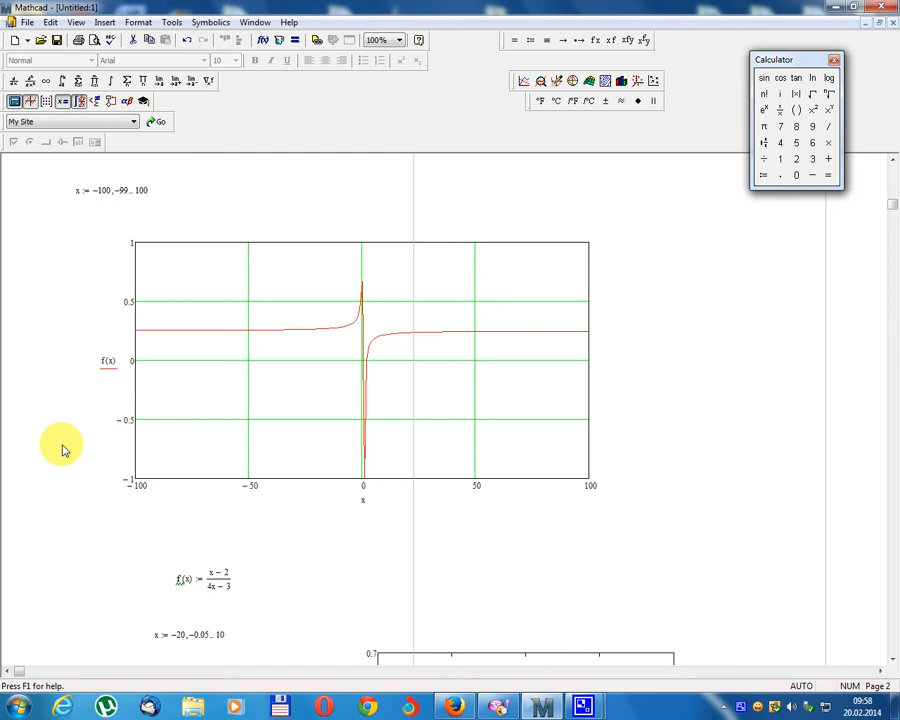 Mathcad - [Untitled:1]
File Edit View Insert Format Tools Symbolics Window Help
100%
Normal Arial 10
My Site Go
Calculator
sin cos tan ln log
n! i |×|
e^x 1/x ( ) x² x^y
π 7 8 9 /
4 5 6 ×
÷ 1 2 3 +
:= . 0 − =
°F °C °/F °/C ± ≈
x := −100, −99 .. 100
1
0.5
f(x) 0
− 0.5
− 1
− 100 − 50 0 50 100
x
f(x) := x − 2
4x − 3
x := −20, −0.05 .. 10
0.7
Press F1 for help. AUTO NUM Page 2
09:58
20.02.2014